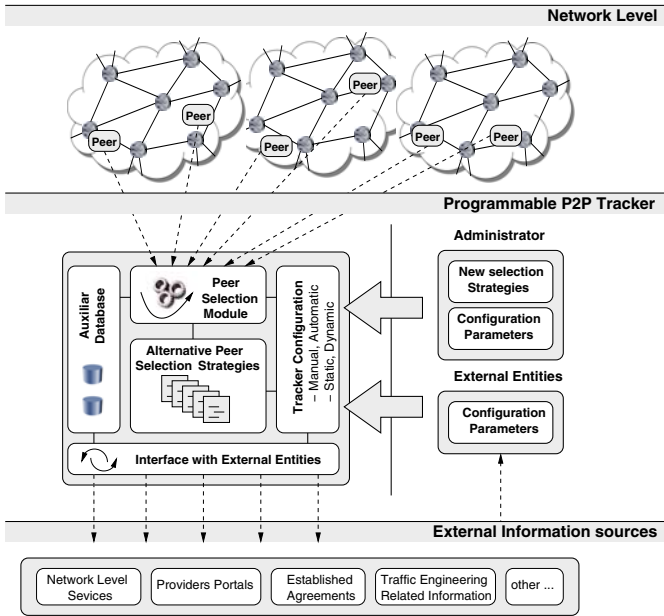 Network Level
Peer
Peer
Peer
Peer
Peer
Peer
Programmable P2P Tracker
Administrator
Auxiliar
Database
Peer
Selection
Module
Tracker Configuration
– Manual, Automatic
– Static, Dynamic
New selection
Strategies
Configuration
Parameters
Alternative Peer
Selection Strategies
External Entities
Configuration
Parameters
Interface with External Entities
External Information sources
Network Level
Sevices
Providers Portals
Established
Agreements
Traffic Engineering
Related Information
other ...